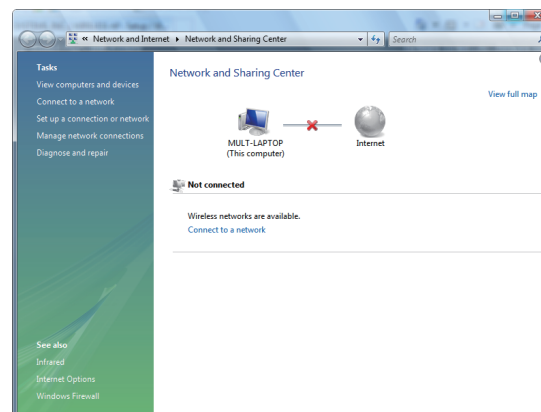 « Network and Internet ▸ Network and Sharing Center
Search
Tasks
View computers and devices
Connect to a network
Set up a connection or network
Manage network connections
Diagnose and repair
See also
Infrared
Internet Options
Windows Firewall
Network and Sharing Center
View full map
MULT-LAPTOP
(This computer)
Internet
Not connected
Wireless networks are available.
Connect to a network